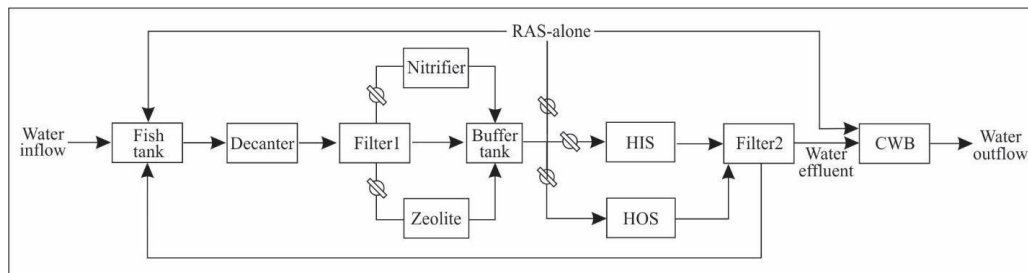 RAS-alone
Nitrifier
Water
inflow
Fish
tank
Decanter
Filter1
Buffer
tank
HIS
Filter2
Water
effluent
CWB
Water
outflow
Zeolite
HOS